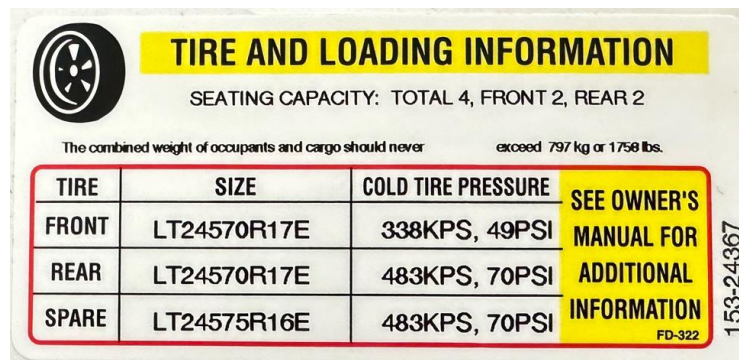 TIRE AND LOADING INFORMATION
SEATING CAPACITY: TOTAL 4, FRONT 2, REAR 2
The combined weight of occupants and cargo should never exceed 797 kg or 1758 lbs.
TIRE SIZE COLD TIRE PRESSURE
FRONT LT24570R17E 338KPS, 49PSI
REAR LT24570R17E 483KPS, 70PSI
SPARE LT24575R16E 483KPS, 70PSI
SEE OWNER'S
MANUAL FOR
ADDITIONAL
INFORMATION
FD-322
153-24367